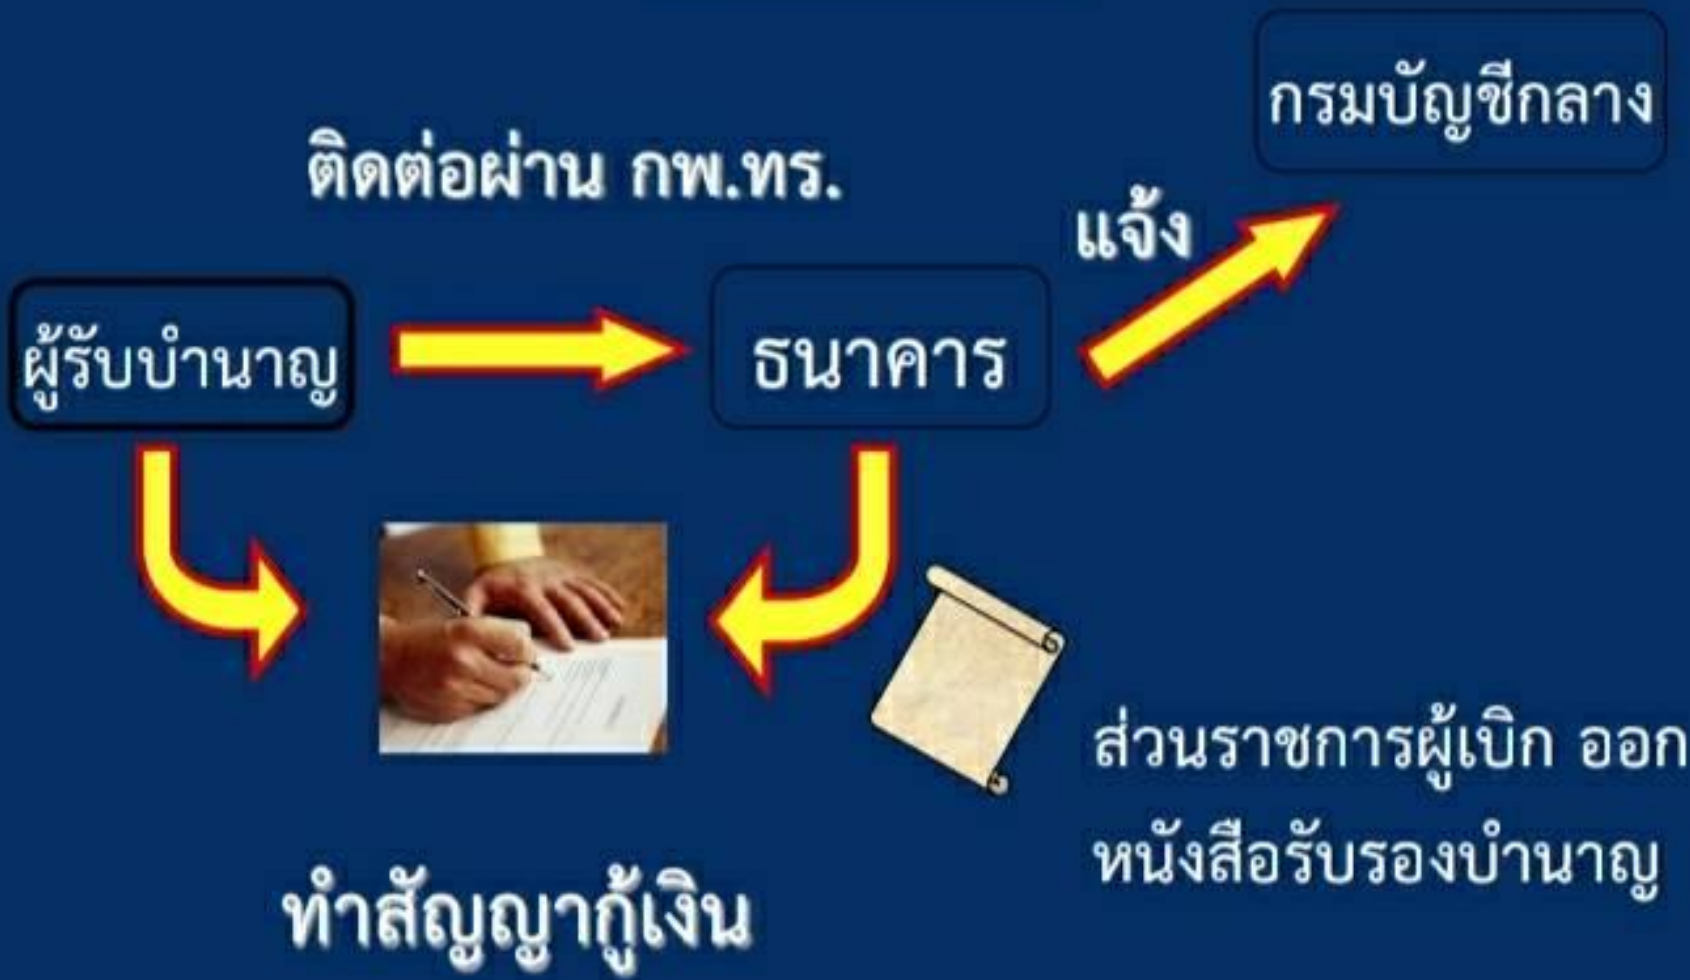 กรมบัญชีกลาง
ติดต่อผ่าน กพ.ทร.
แจ้ง
ผู้รับบำนาญ
ธนาคาร
ส่วนราชการผู้เบิก ออก
หนังสือรับรองบำนาญ
ทำสัญญากู้เงิน